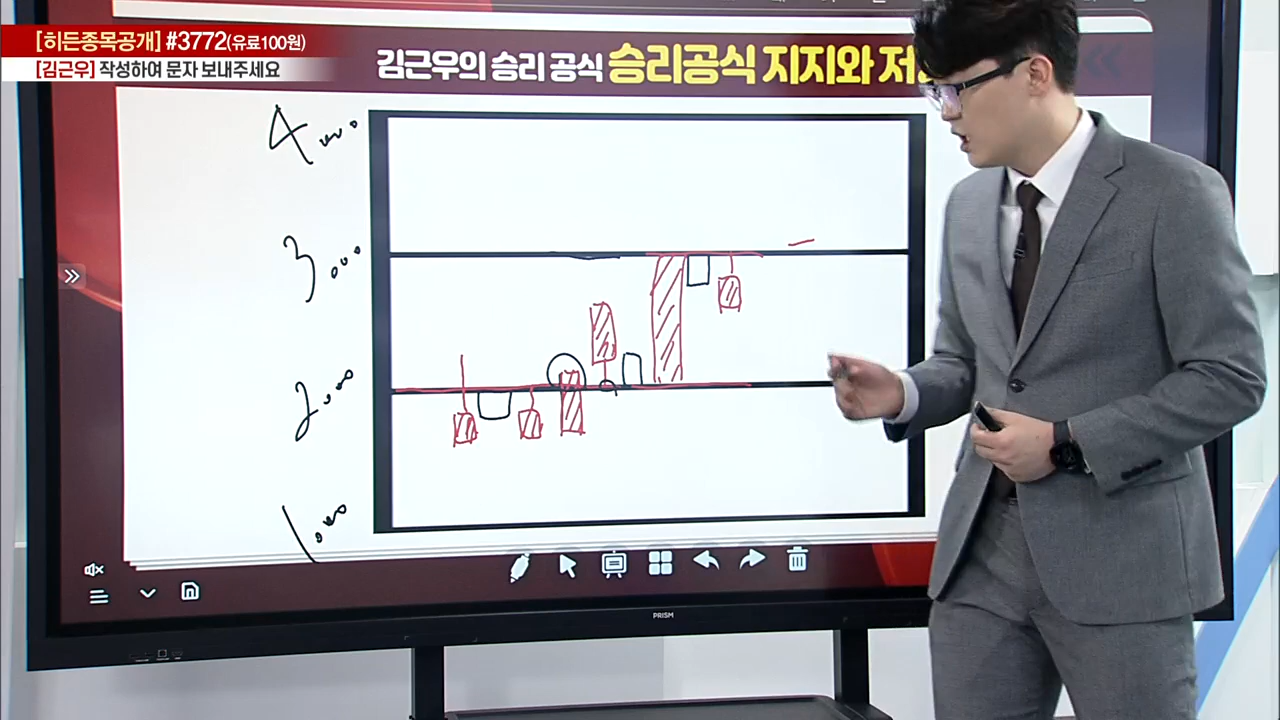 [히든종목공개] #3772(유료100원)
[김근우] 작성하여 문자 보내주세요
김근우의 승리 공식 승리공식 지지와 저
4000
3000
2000
1000
PRISM